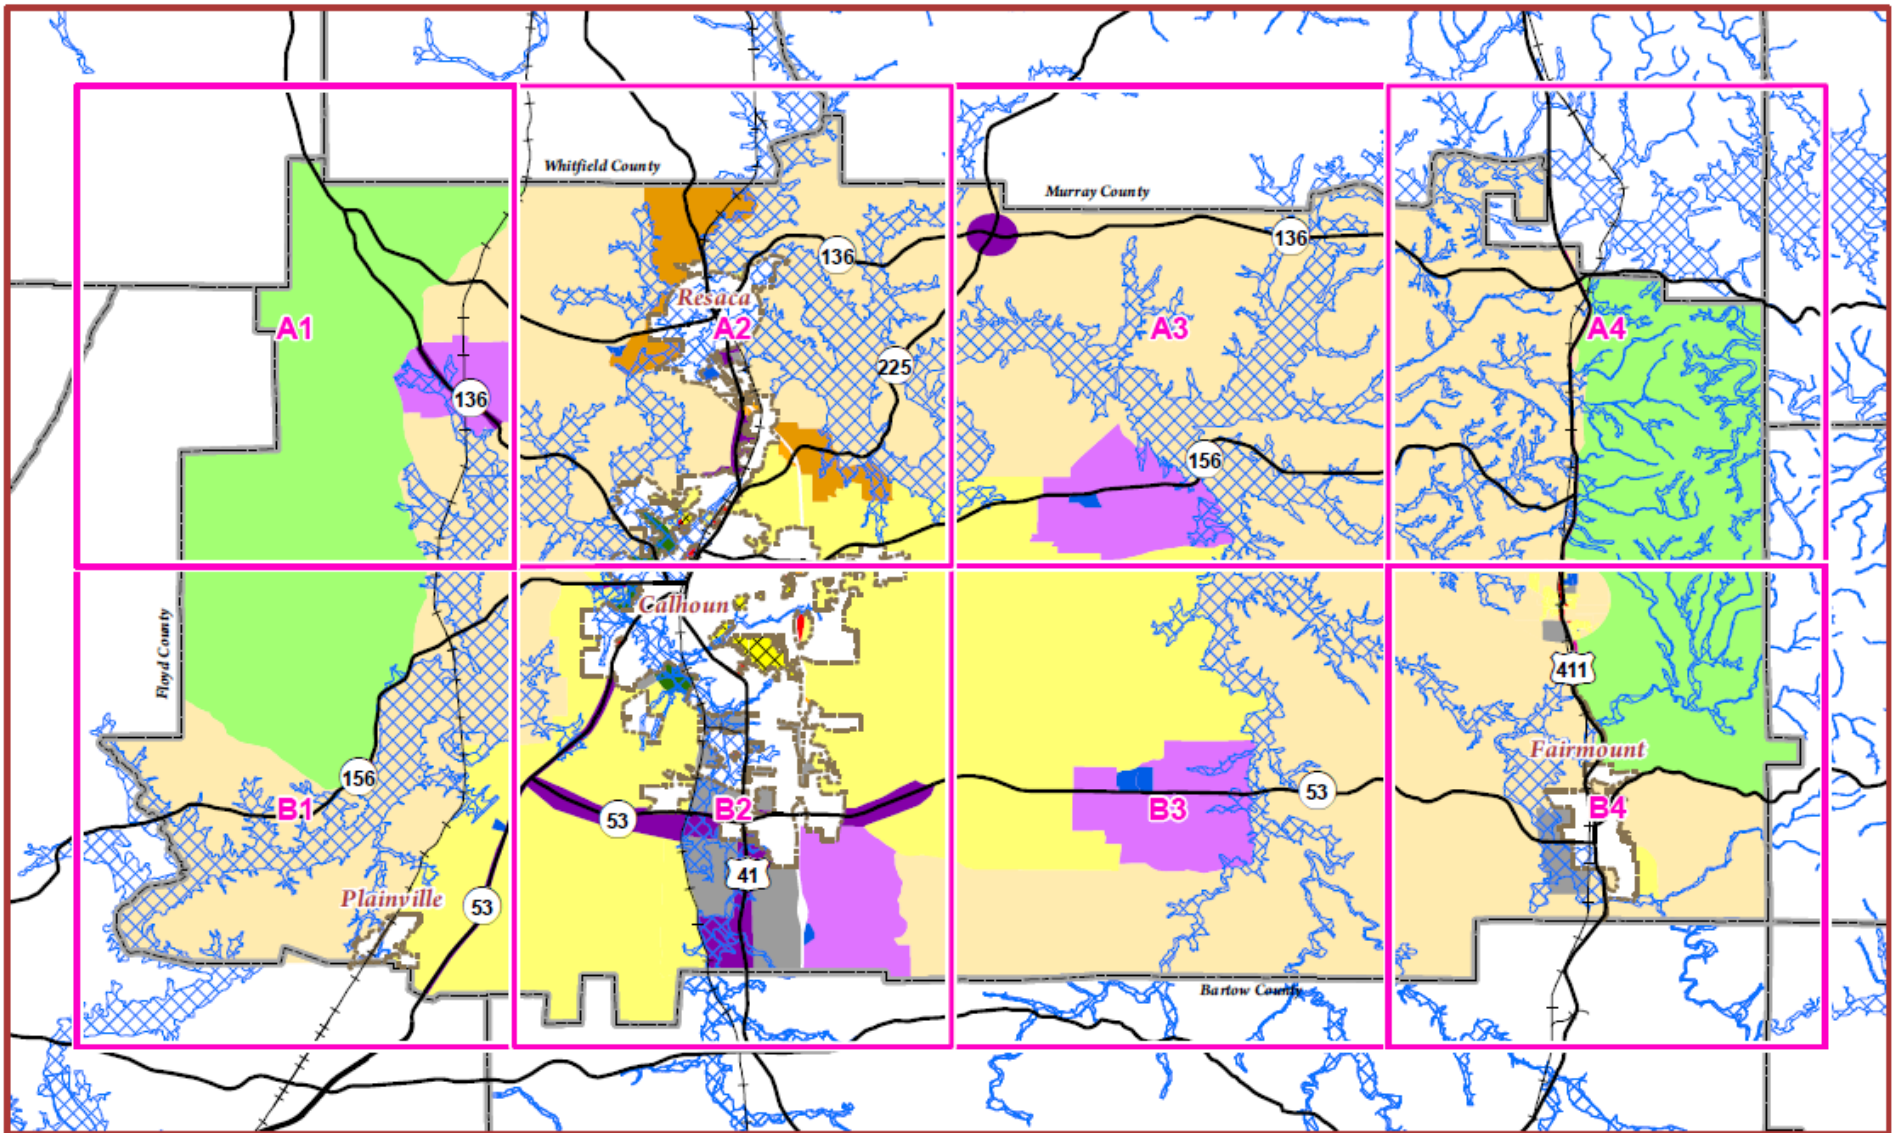 Whitfield County
Murray County
136
136
Resaca
A1
A2
A3
A4
225
136
156
Calhoun
Floyd County
411
Fairmount
156
53
53
B1
B2
B3
B4
41
Plainville
53
Bartow County